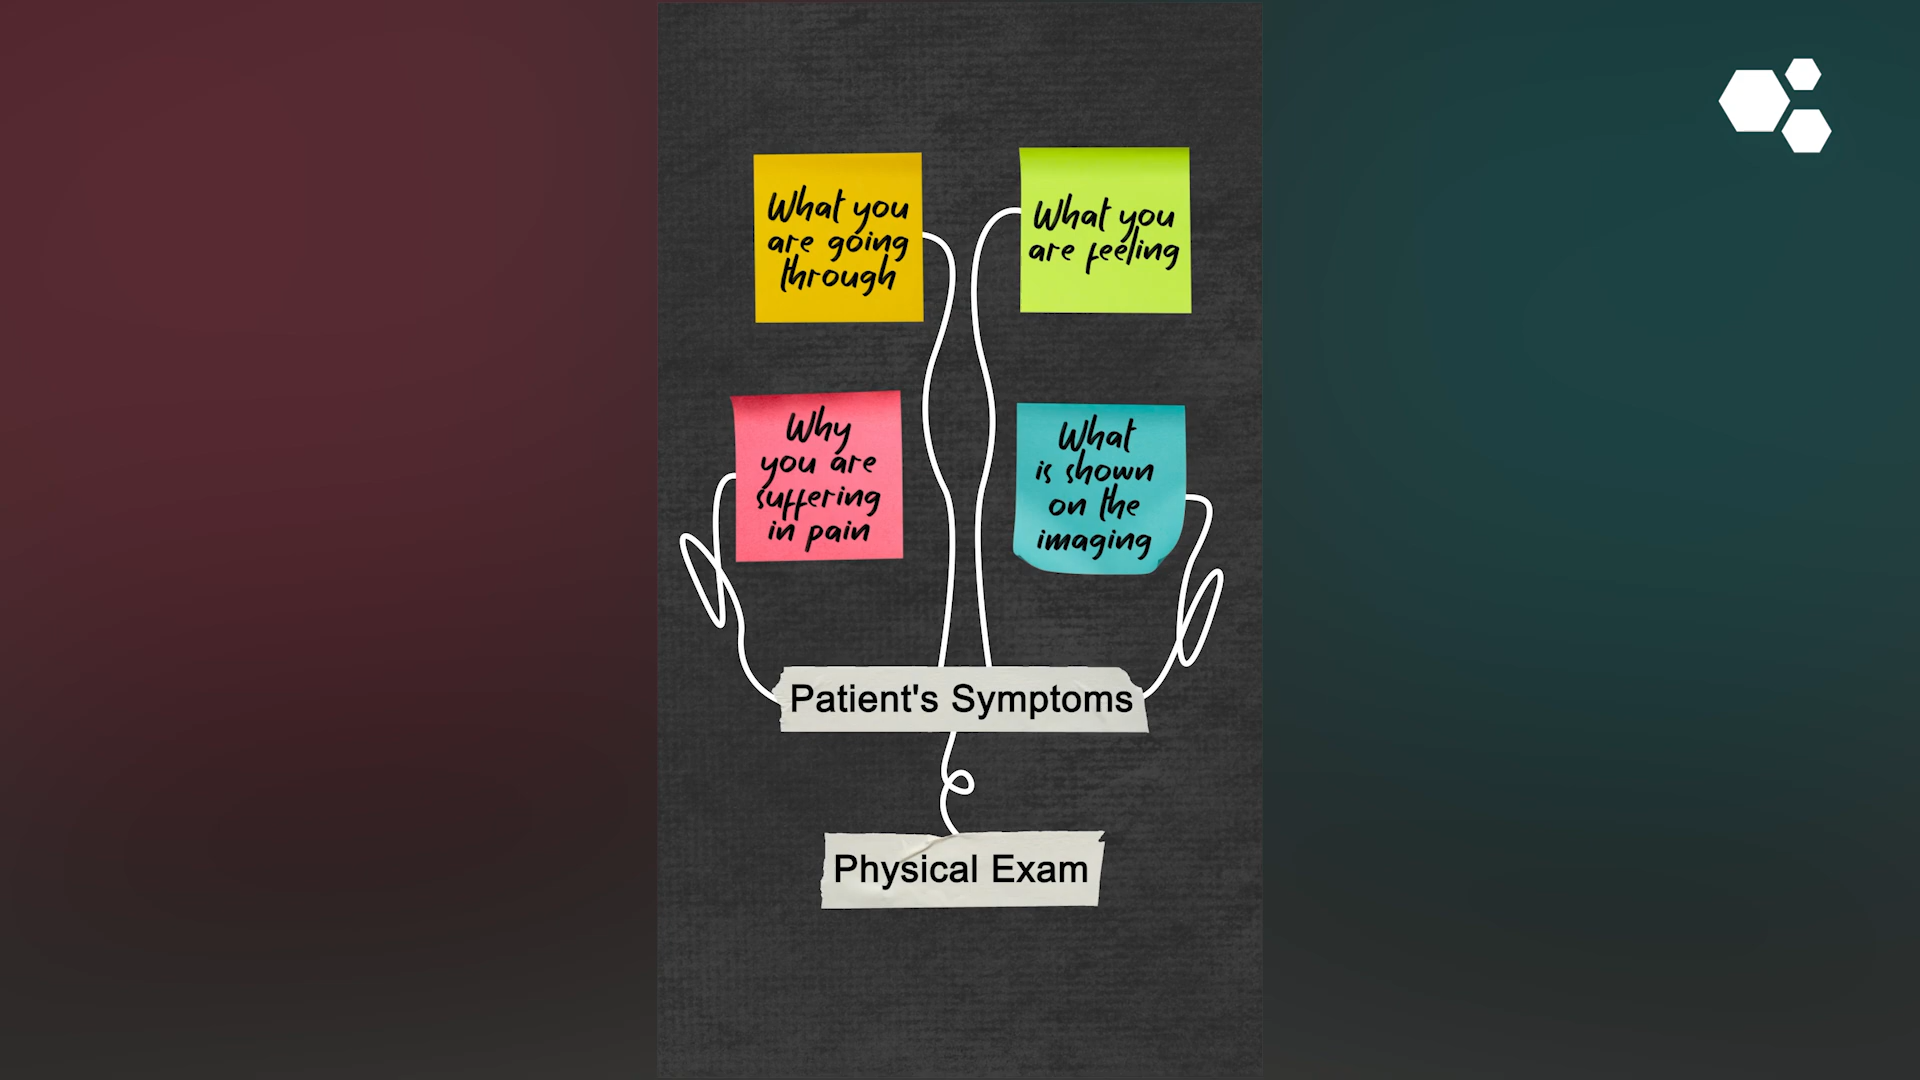 What you
are going
through
What you
are feeling
Why
you are
suffering
in pain
What
is shown
on the
imaging
Patient's Symptoms
Physical Exam